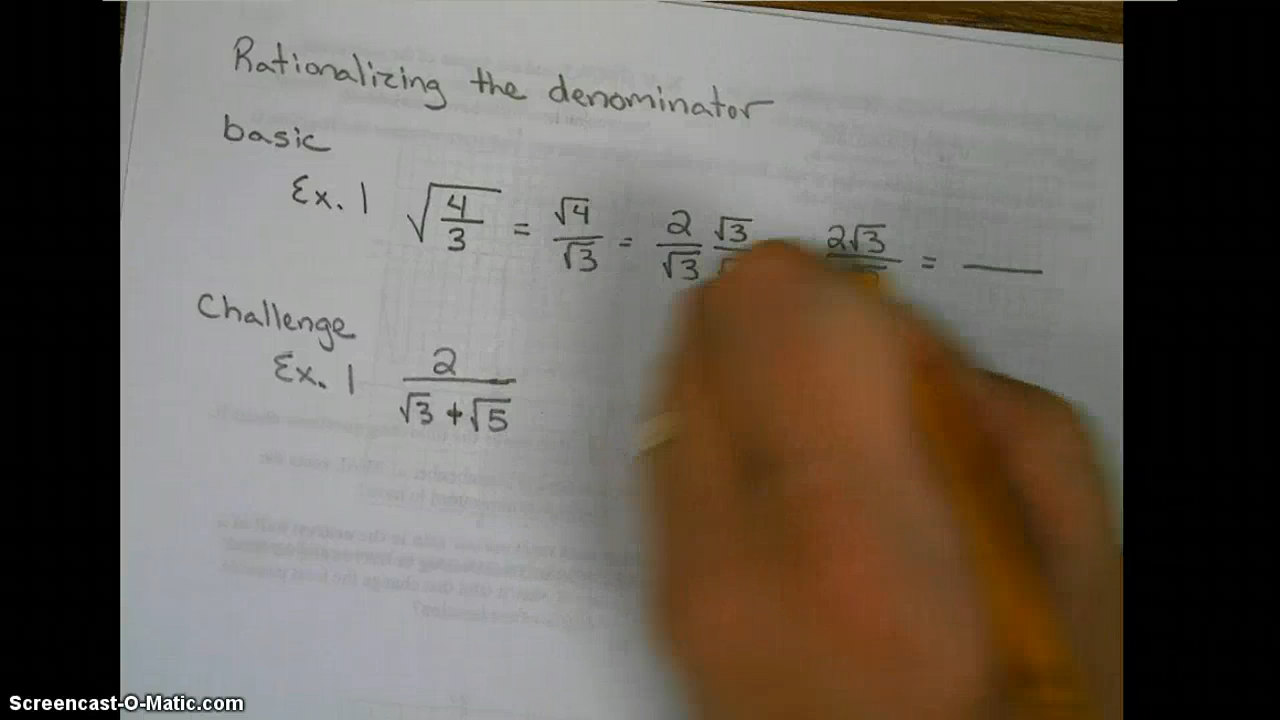 Rationalizing the denominator
basic
Ex. 1 √(4/3) = √4/√3 = 2/√3 √3/ 2√3/ = ___
Challenge
Ex. 1 2/(√3 + √5)
Screencast-O-Matic.com